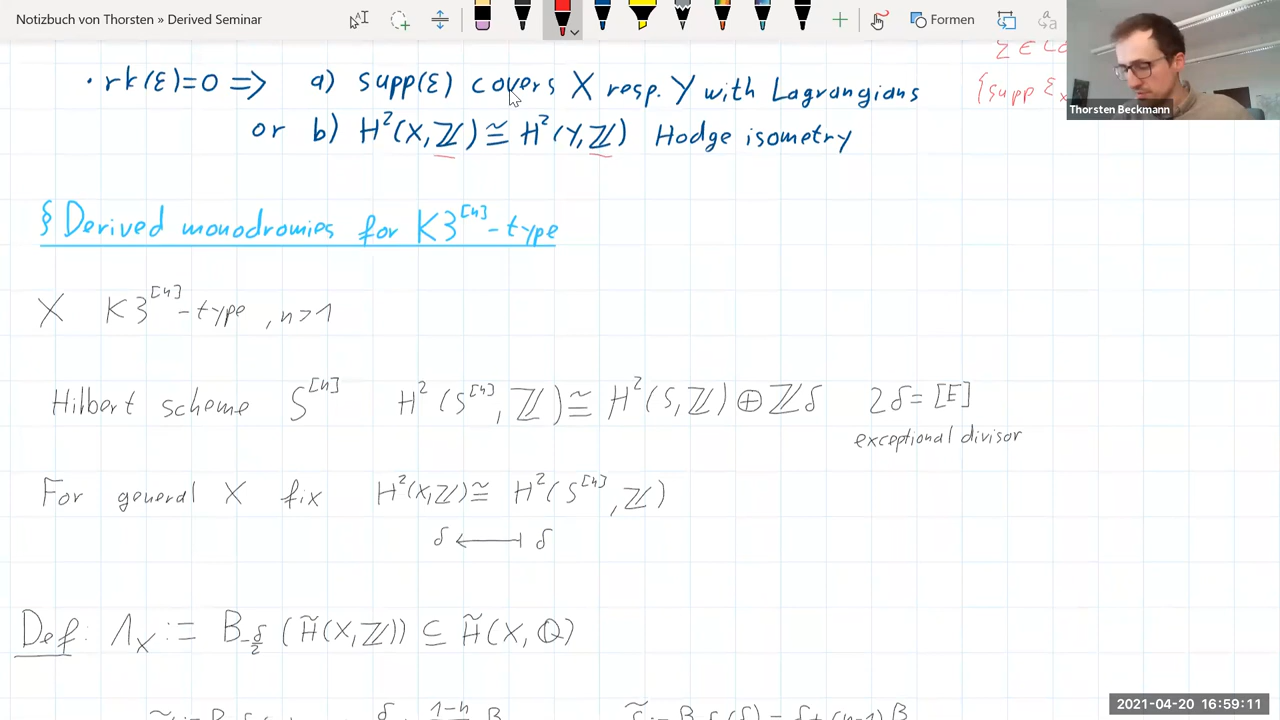 Notizbuch von Thorsten » Derived Seminar
Formen
· rk(ε)=0 => a) supp(ε) covers X resp. Y with Lagrangians
or b) H²(X,ℤ) ≅ H²(Y,ℤ) Hodge isometry
{supp ε_x
Thorsten Beckmann
§ Derived monodromies for K3^[n]-type
X K3^[n]-type, n>1
Hilbert scheme S^[n] H²(S^[n], ℤ) ≅ H²(S,ℤ) ⊕ ℤδ 2δ = [E]
exceptional divisor
For general X fix H²(X,ℤ) ≅ H²(S^[n], ℤ)
δ ⟻ δ
Def: Λ_X := B_{-δ/2} (H̃(X,ℤ)) ⊆ H̃(X,ℚ)
2021-04-20 16:59:11